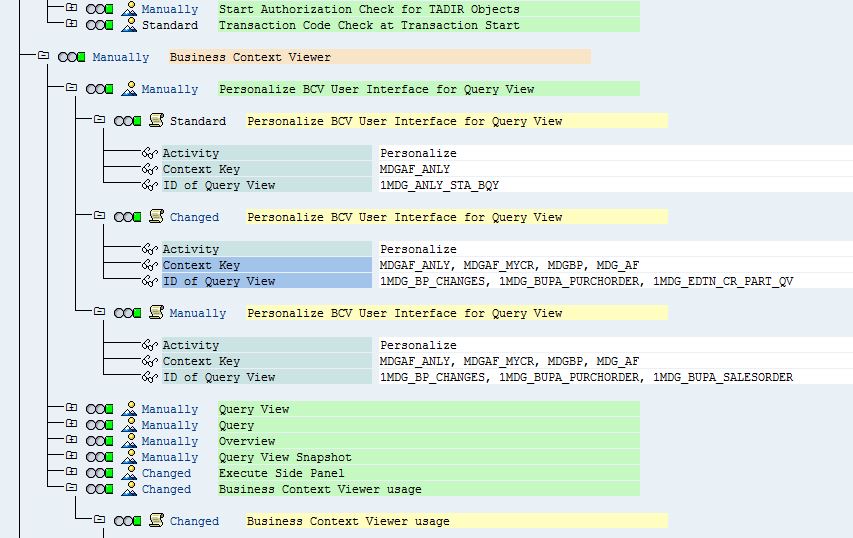 Manually Start Authorization Check for TADIR Objects
Standard Transaction Code Check at Transaction Start
Manually Business Context Viewer
Manually Personalize BCV User Interface for Query View
Standard Personalize BCV User Interface for Query View
Activity Personalize
Context Key MDGAF_ANLY
ID of Query View 1MDG_ANLY_STA_BQY
Changed Personalize BCV User Interface for Query View
Activity Personalize
Context Key MDGAF_ANLY, MDGAF_MYCR, MDGBP, MDG_AF
ID of Query View 1MDG_BP_CHANGES, 1MDG_BUPA_PURCHORDER, 1MDG_EDTN_CR_PART_QV
Manually Personalize BCV User Interface for Query View
Activity Personalize
Context Key MDGAF_ANLY, MDGAF_MYCR, MDGBP, MDG_AF
ID of Query View 1MDG_BP_CHANGES, 1MDG_BUPA_PURCHORDER, 1MDG_BUPA_SALESORDER
Manually Query View
Manually Query
Manually Overview
Manually Query View Snapshot
Changed Execute Side Panel
Changed Business Context Viewer usage
Changed Business Context Viewer usage